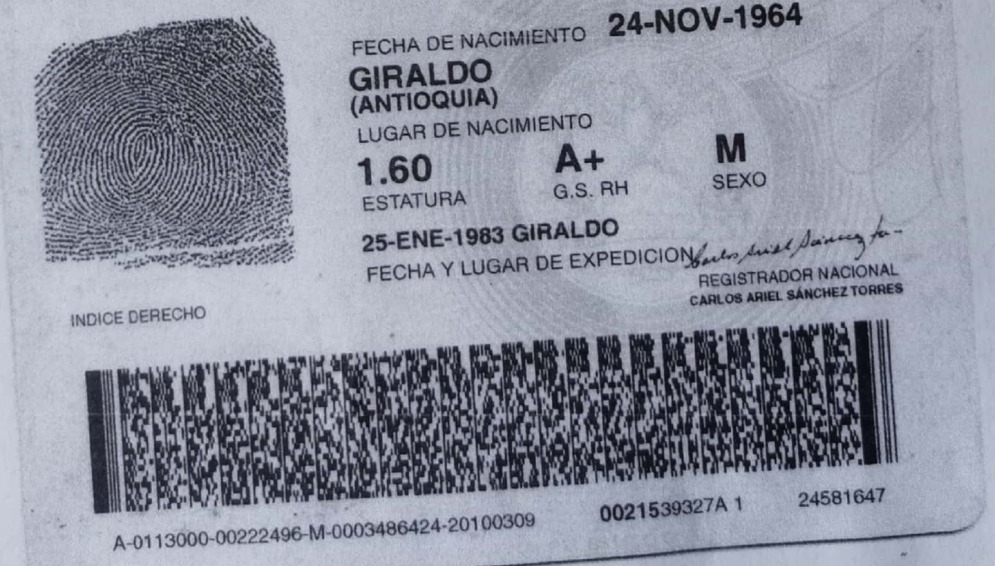 FECHA DE NACIMIENTO 24-NOV-1964
GIRALDO
(ANTIOQUIA)
LUGAR DE NACIMIENTO
1.60 A+ M
ESTATURA G.S. RH SEXO
25-ENE-1983 GIRALDO
FECHA Y LUGAR DE EXPEDICION
REGISTRADOR NACIONAL
CARLOS ARIEL SÁNCHEZ TORRES
INDICE DERECHO
A-0113000-00222496-M-0003486424-20100309 0021539327A 1 24581647